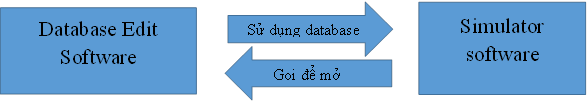 Database Edit
Software
Sử dụng database
Gọi để mở
Simulator
software